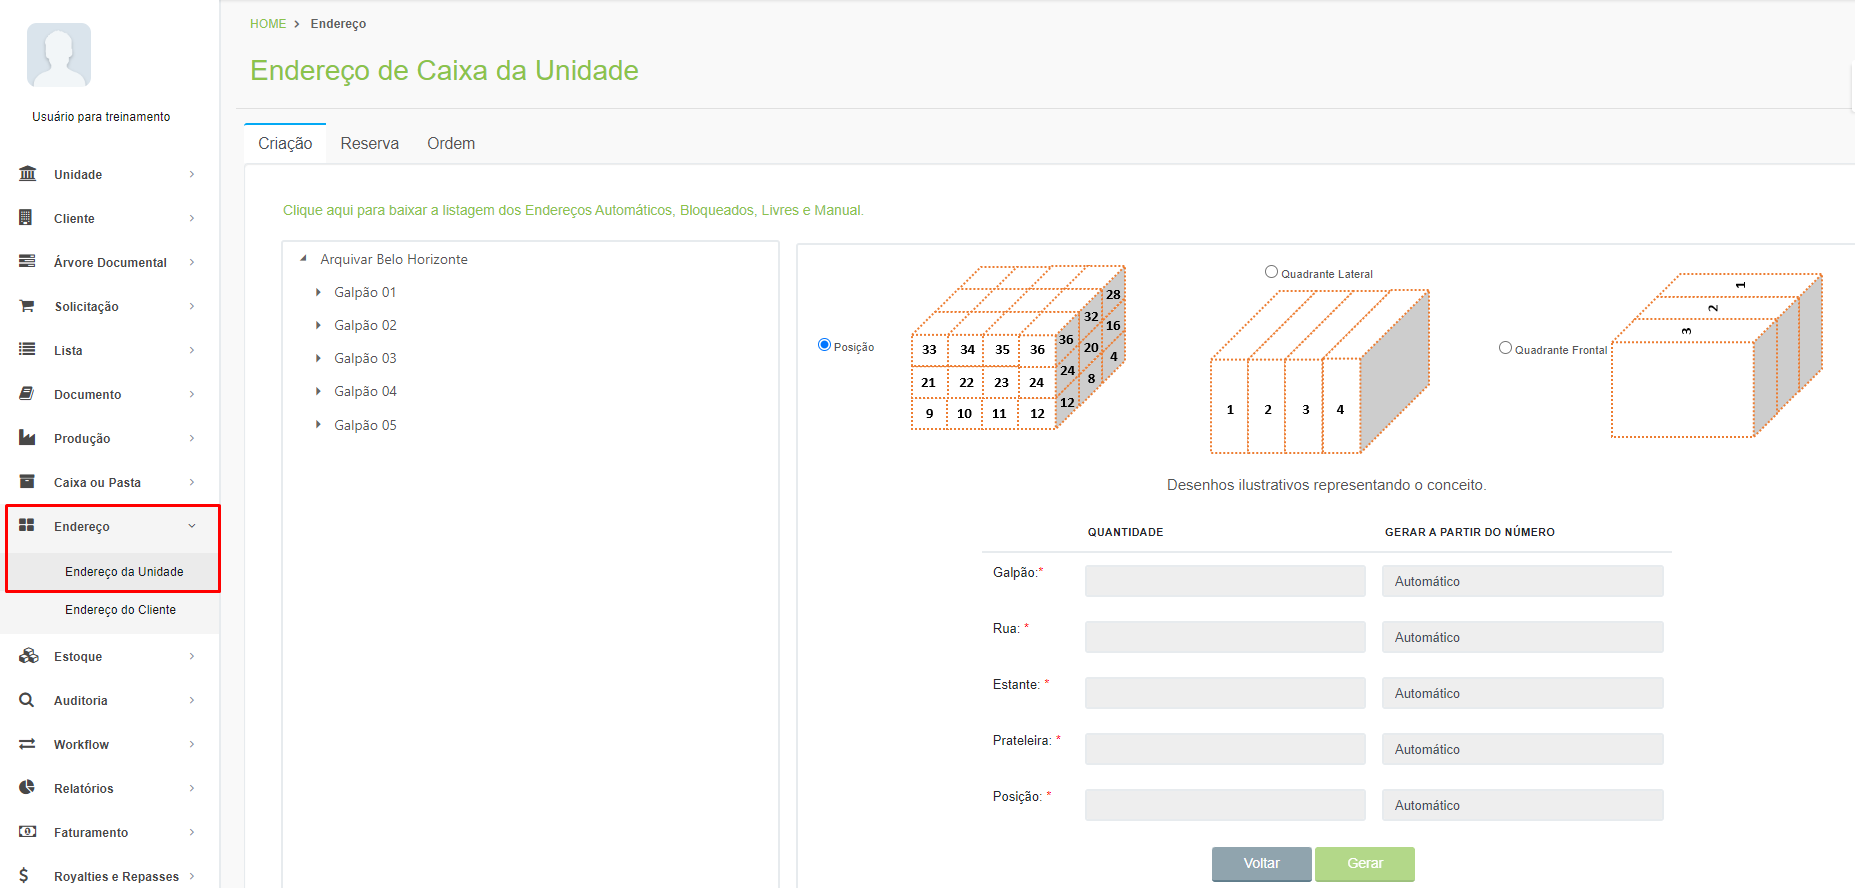 Usuário para treinamento
Unidade
Cliente
Árvore Documental
Solicitação
Lista
Documento
Produção
Caixa ou Pasta
Endereço
Endereço da Unidade
Endereço do Cliente
Estoque
Auditoria
Workflow
Relatórios
Faturamento
Royalties e Repasses
HOME > Endereço
Endereço de Caixa da Unidade
Criação Reserva Ordem
Clique aqui para baixar a listagem dos Endereços Automáticos, Bloqueados, Livres e Manual.
Arquivar Belo Horizonte
Galpão 01
Galpão 02
Galpão 03
Galpão 04
Galpão 05
Posição
33 34 35 36
21 22 23 24
9 10 11 12
36 32 28
24 20 16
12 8 4
Quadrante Lateral
1 2 3 4
Quadrante Frontal
1
2
3
Desenhos ilustrativos representando o conceito.
QUANTIDADE GERAR A PARTIR DO NÚMERO
Galpão:* Automático
Rua: * Automático
Estante: * Automático
Prateleira: * Automático
Posição: * Automático
Voltar Gerar